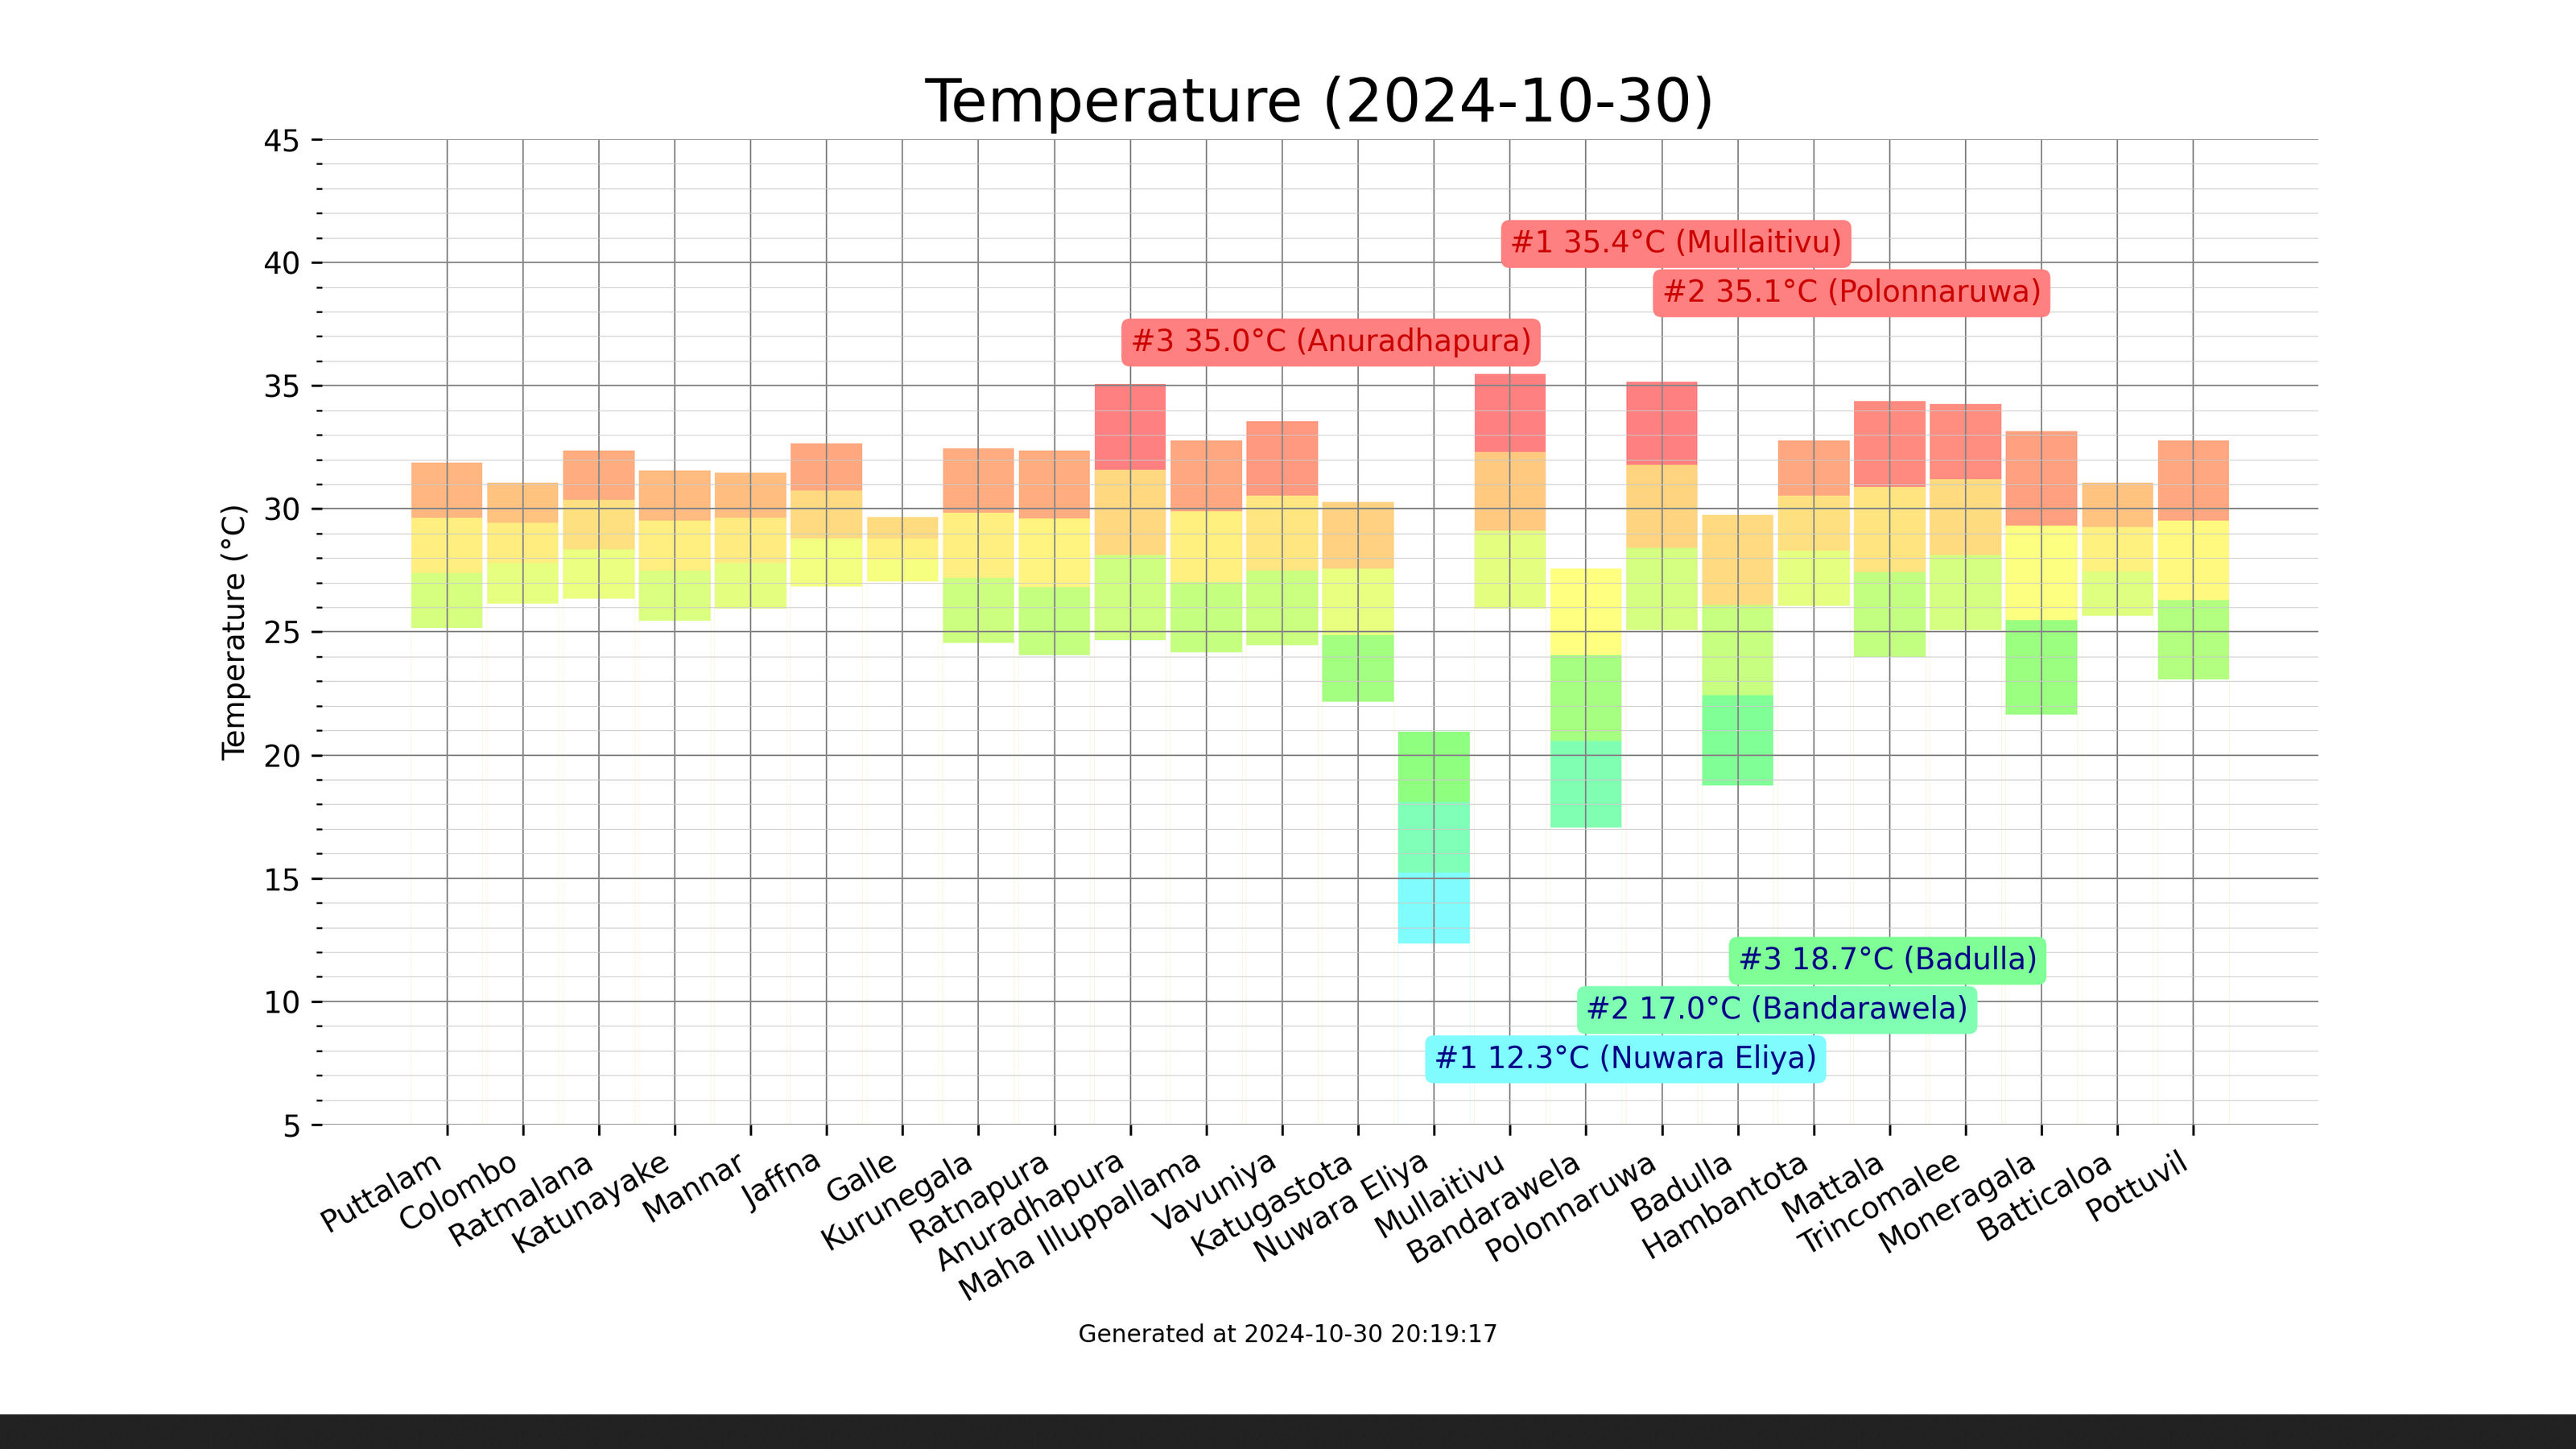 Temperature (2024-10-30)
45
40
35
30
25
20
15
10
5
Temperature (°C)
#1 35.4°C (Mullaitivu)
#2 35.1°C (Polonnaruwa)
#3 35.0°C (Anuradhapura)
#3 18.7°C (Badulla)
#2 17.0°C (Bandarawela)
#1 12.3°C (Nuwara Eliya)
Puttalam
Colombo
Ratmalana
Katunayake
Mannar
Jaffna
Galle
Kurunegala
Ratnapura
Anuradhapura
Maha Illuppallama
Vavuniya
Katugastota
Nuwara Eliya
Mullaitivu
Bandarawela
Polonnaruwa
Badulla
Hambantota
Mattala
Trincomalee
Moneragala
Batticaloa
Pottuvil
Generated at 2024-10-30 20:19:17